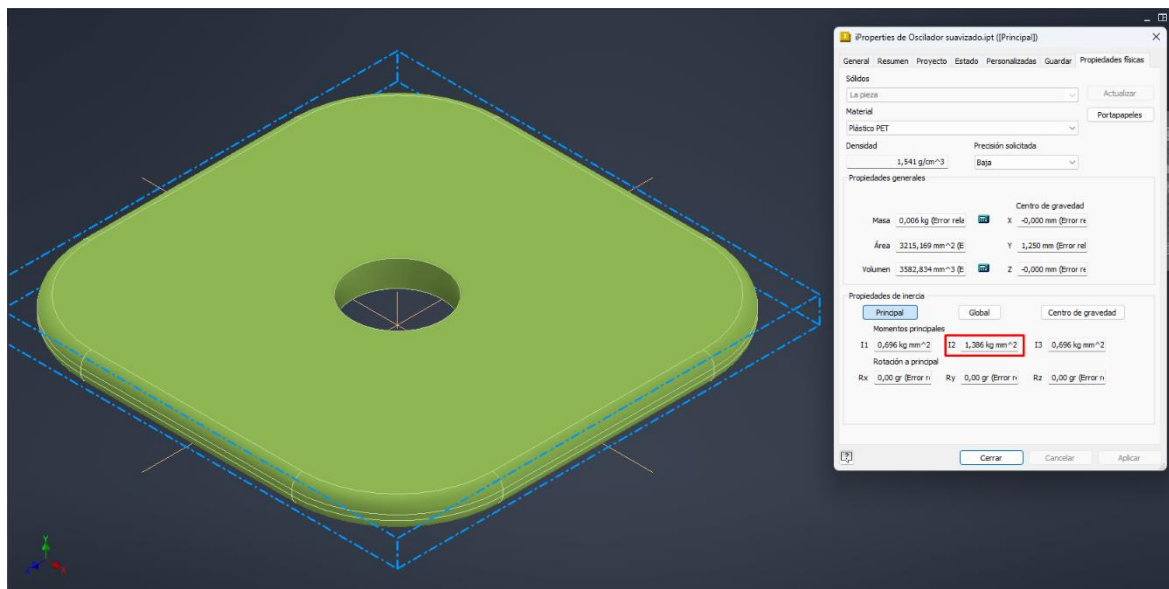 iProperties de Oscilador suavizado.ipt ([Principal])
General Resumen Proyecto Estado Personalizadas Guardar Propiedades físicas
Sólidos
La pieza
Actualizar
Material
Portapapeles
Plástico PET
Densidad Precisión solicitada
1,541 g/cm^3 Baja
Propiedades generales
Centro de gravedad
Masa 0,006 kg (Error rela X -0,000 mm (Error re
Área 3215,169 mm^2 (E Y 1,250 mm (Error rel
Volumen 3582,834 mm^3 (E Z -0,000 mm (Error re
Propiedades de inercia
Principal Global Centro de gravedad
Momentos principales
I1 0,696 kg mm^2 I2 1,386 kg mm^2 I3 0,696 kg mm^2
Rotación a principal
Rx 0,00 gr (Error r Ry 0,00 gr (Error r Rz 0,00 gr (Error r
? Cerrar Cancelar Aplicar
Y